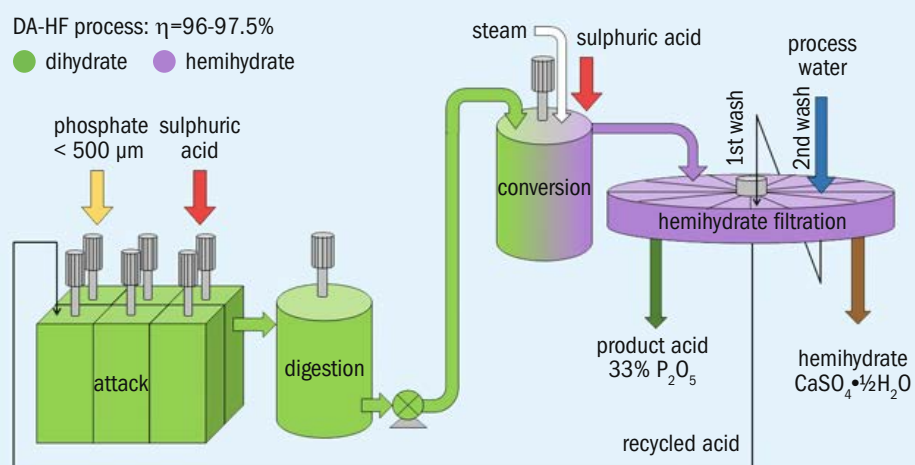 DA-HF process: η=96-97.5%
dihydrate
hemihydrate
phosphate
< 500 µm
sulphuric
acid
steam
sulphuric acid
process
water
1st wash
2nd wash
conversion
hemihydrate filtration
attack
digestion
product acid
33% P₂O₅
hemihydrate
CaSO₄•½H₂O
recycled acid